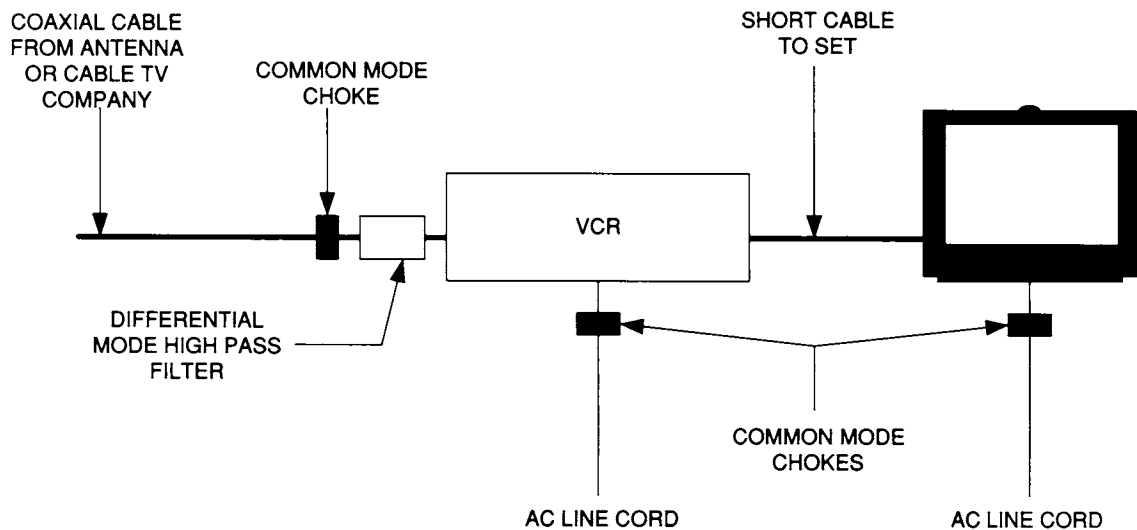 COAXIAL CABLE
FROM ANTENNA
OR CABLE TV
COMPANY
COMMON MODE
CHOKE
SHORT CABLE
TO SET
VCR
DIFFERENTIAL
MODE HIGH PASS
FILTER
COMMON MODE
CHOKES
AC LINE CORD
AC LINE CORD